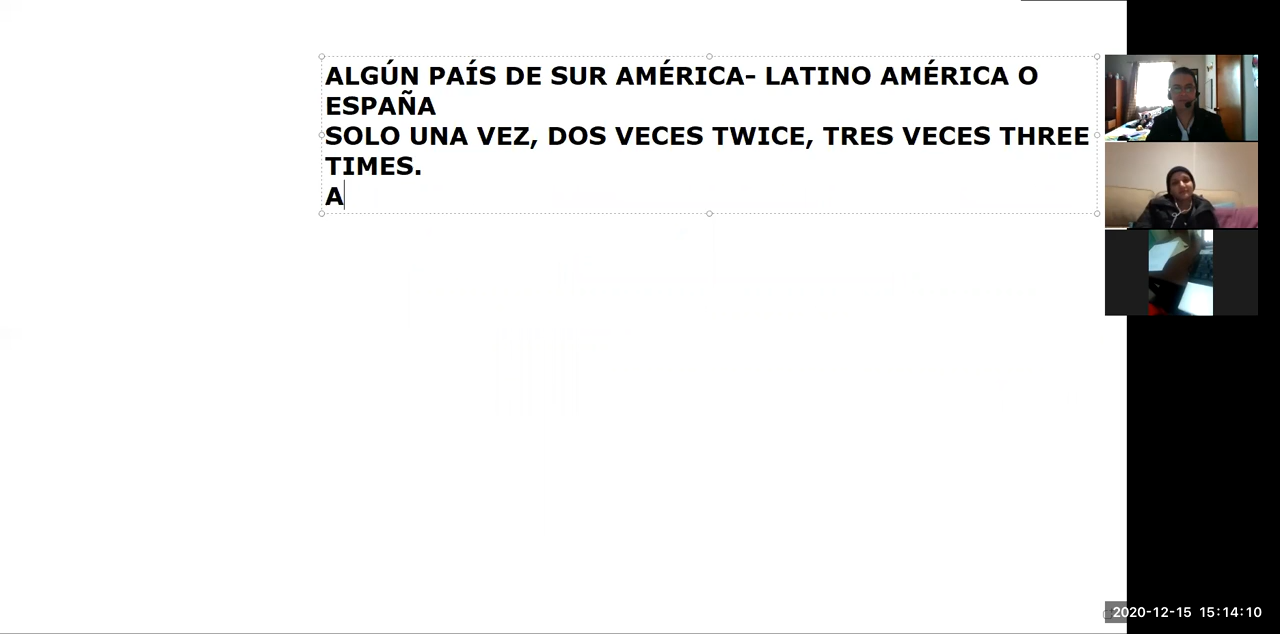 ALGÚN PAÍS DE SUR AMÉRICA- LATINO AMÉRICA O
ESPAÑA
SOLO UNA VEZ, DOS VECES TWICE, TRES VECES THREE
TIMES.
A
2020-12-15 15:14:10